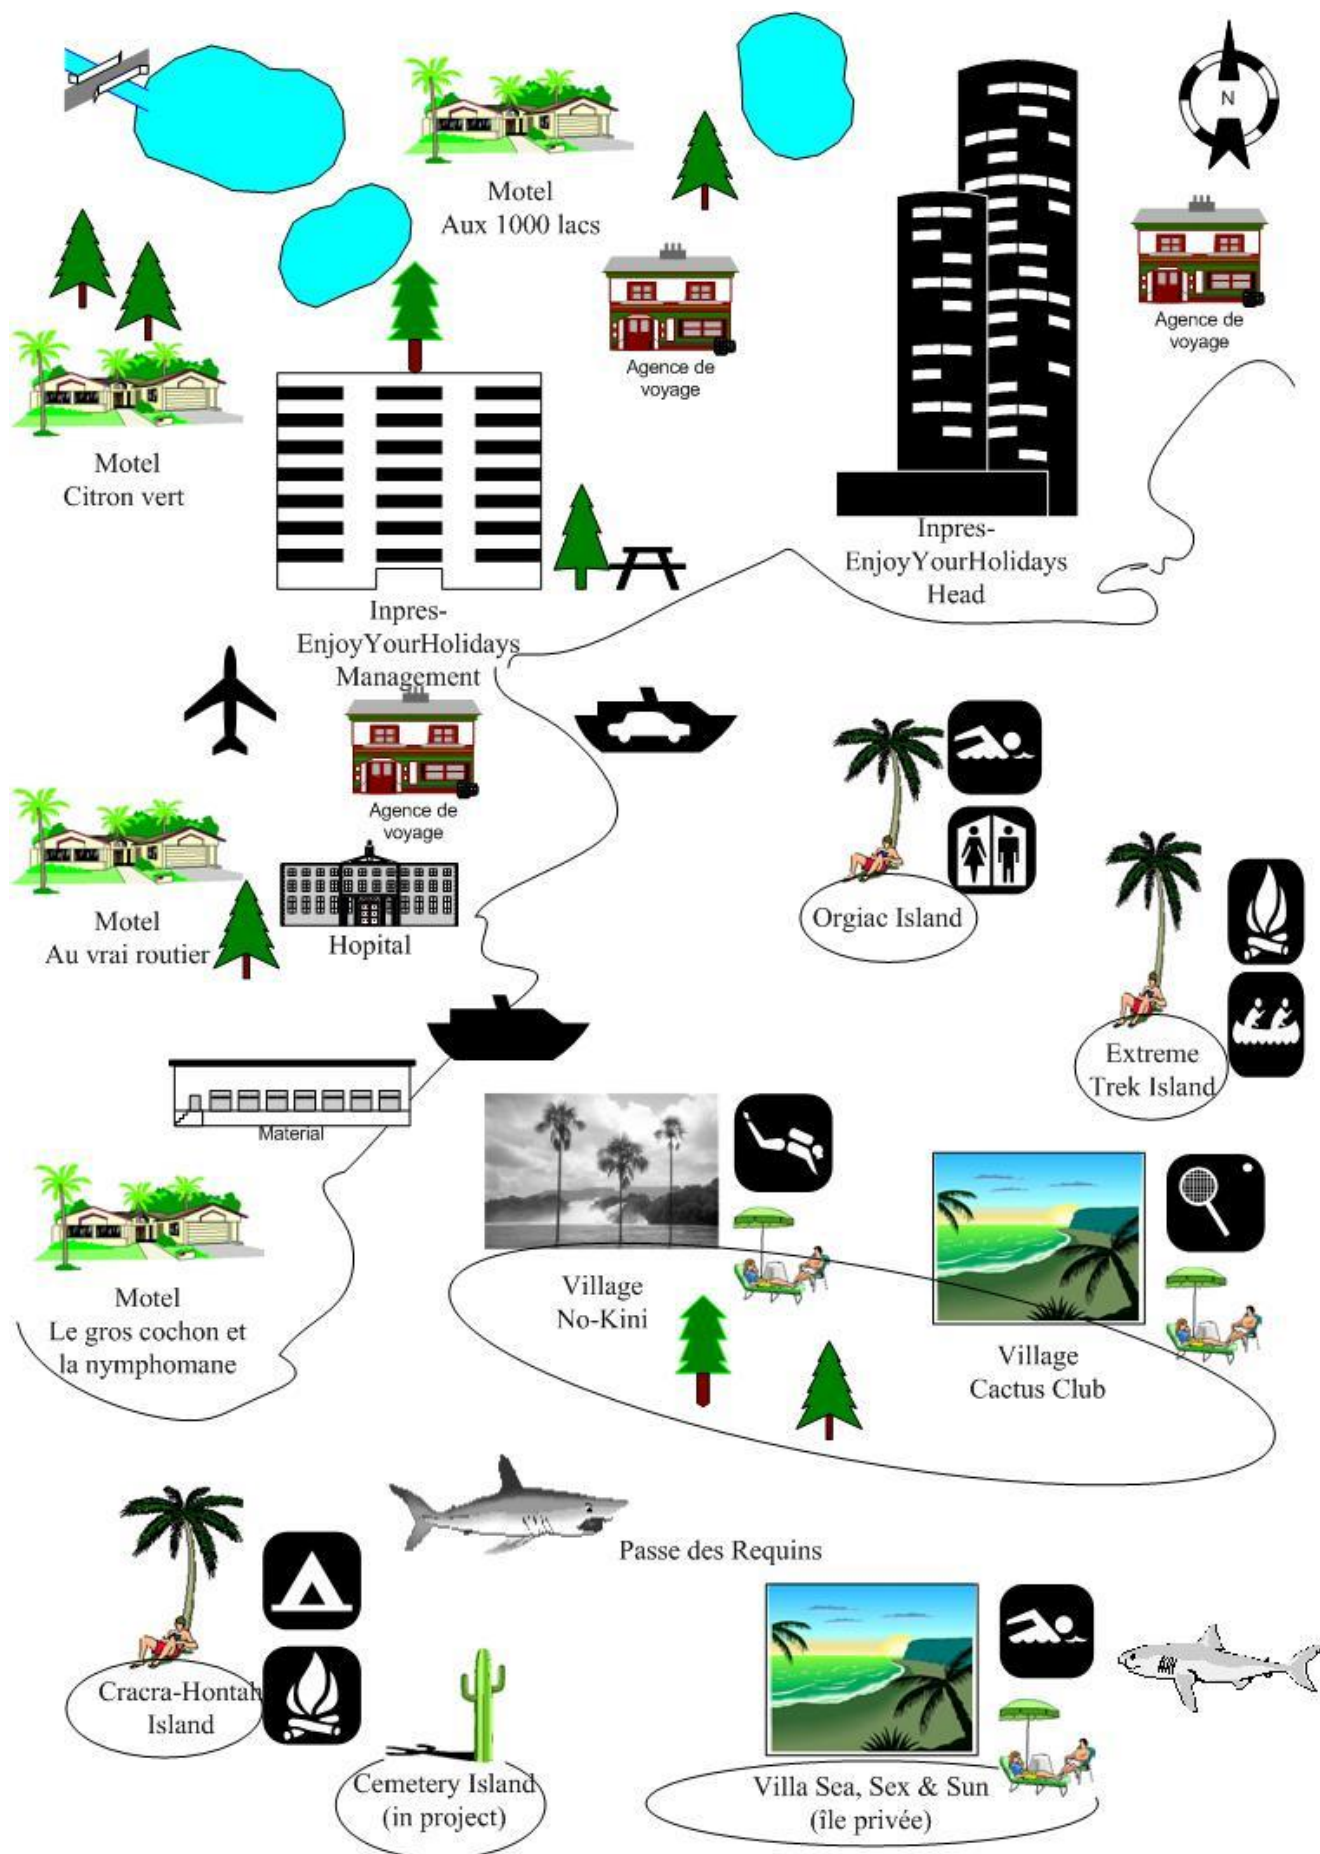 N
Motel
Aux 1000 lacs
Agence de
voyage
Agence de
voyage
Motel
Citron vert
Inpres-
EnjoyYourHolidays
Head
Inpres-
EnjoyYourHolidays
Management
Agence de
voyage
Motel
Au vrai routier
Hopital
Orgiac Island
Extreme
Trek Island
Material
Motel
Le gros cochon et
la nymphomane
Village
No-Kini
Village
Cactus Club
Passe des Requins
Cracra-Hontah
Island
Cemetery Island
(in project)
Villa Sea, Sex & Sun
(île privée)